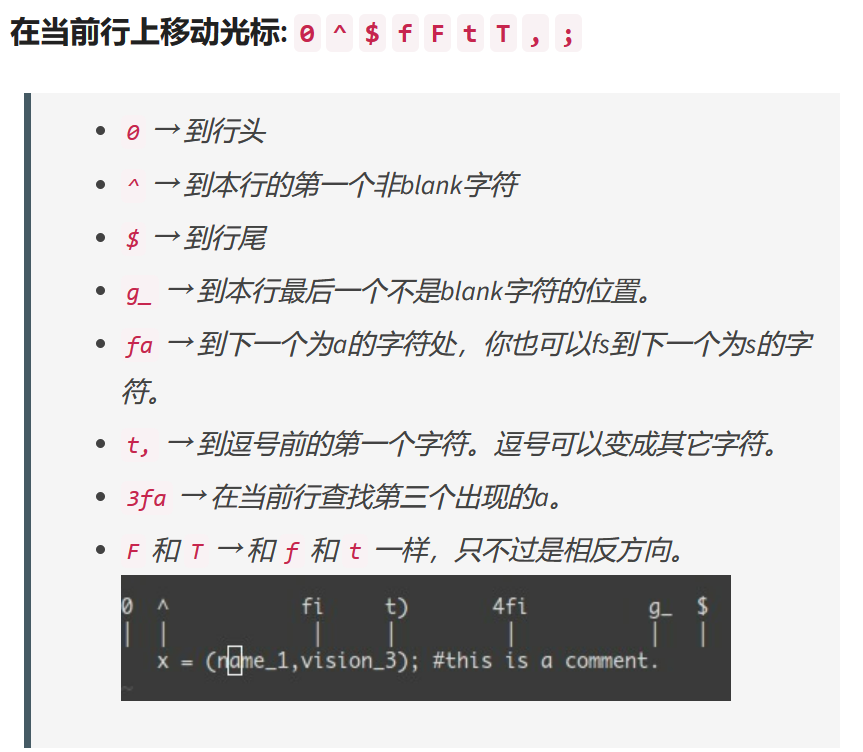 在当前行上移动光标: 0 ^ $ f F t T , ;
0 →到行头
^ →到本行的第一个非blank字符
$ →到行尾
g_ →到本行最后一个不是blank字符的位置。
fa →到下一个为a的字符处，你也可以fs到下一个为s的字
符。
t, →到逗号前的第一个字符。逗号可以变成其它字符。
3fa →在当前行查找第三个出现的a。
F 和 T →和 f 和 t 一样，只不过是相反方向。
0 ^ fi t) 4fi g_ $
| | | | | | |
x = (name_1,vision_3); #this is a comment.
~